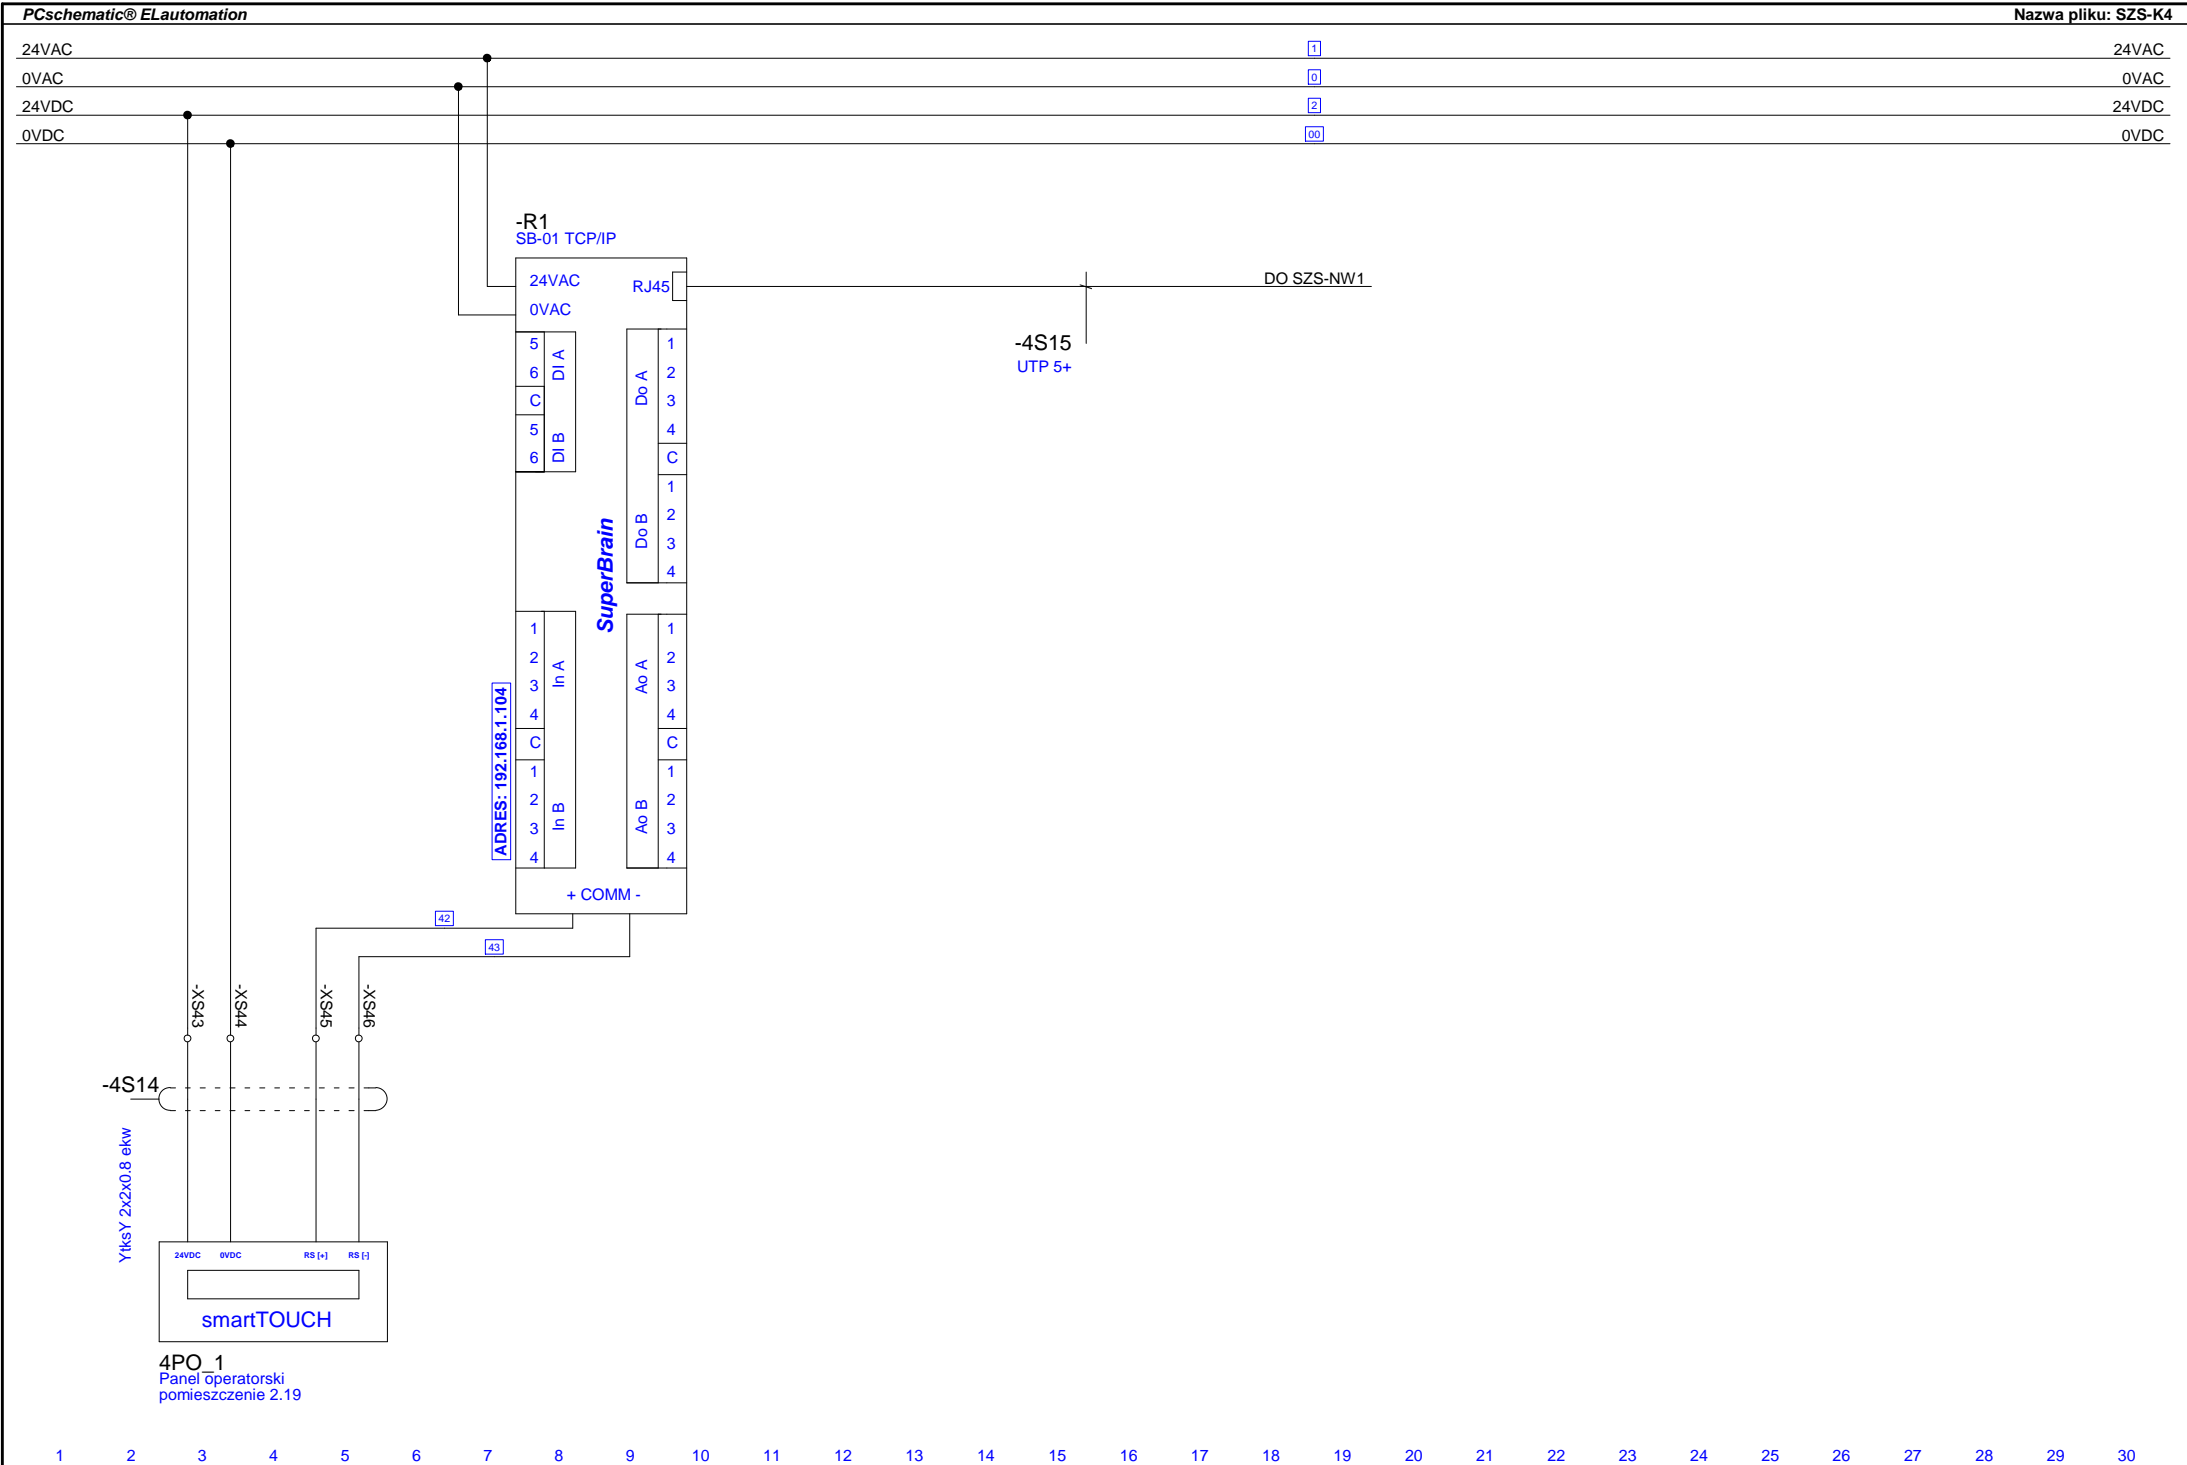 PCschematic® ELautomation
Nazwa pliku: SZS-K4
24VAC 1 24VAC
0VAC 0 0VAC
24VDC 2 24VDC
0VDC 00 0VDC
-R1
SB-01 TCP/IP
24VAC
0VAC
RJ45
DO SZS-NW1
-4S15
UTP 5+
5
6
C
5
6
DI A
DI B
Do A
Do B
1
2
3
4
C
1
2
3
4
SuperBrain
1
2
3
4
C
1
2
3
4
In A
In B
Ao A
Ao B
1
2
3
4
C
1
2
3
4
ADRES: 192.168.1.104
+ COMM -
42
43
-XS43
-XS44
-XS45
-XS46
-4S14
YtksY 2x2x0.8 ekw
24VDC 0VDC RS [+] RS [-]
smartTOUCH
4PO_1
Panel operatorski
pomieszczenie 2.19
1 2 3 4 5 6 7 8 9 10 11 12 13 14 15 16 17 18 19 20 21 22 23 24 25 26 27 28 29 30